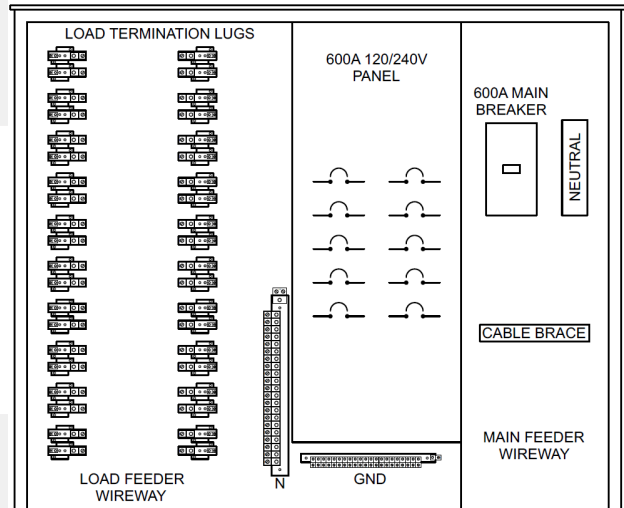 LOAD TERMINATION LUGS
600A 120/240V
PANEL
600A MAIN
BREAKER
NEUTRAL
CABLE BRACE
MAIN FEEDER
WIREWAY
LOAD FEEDER
WIREWAY
N
GND